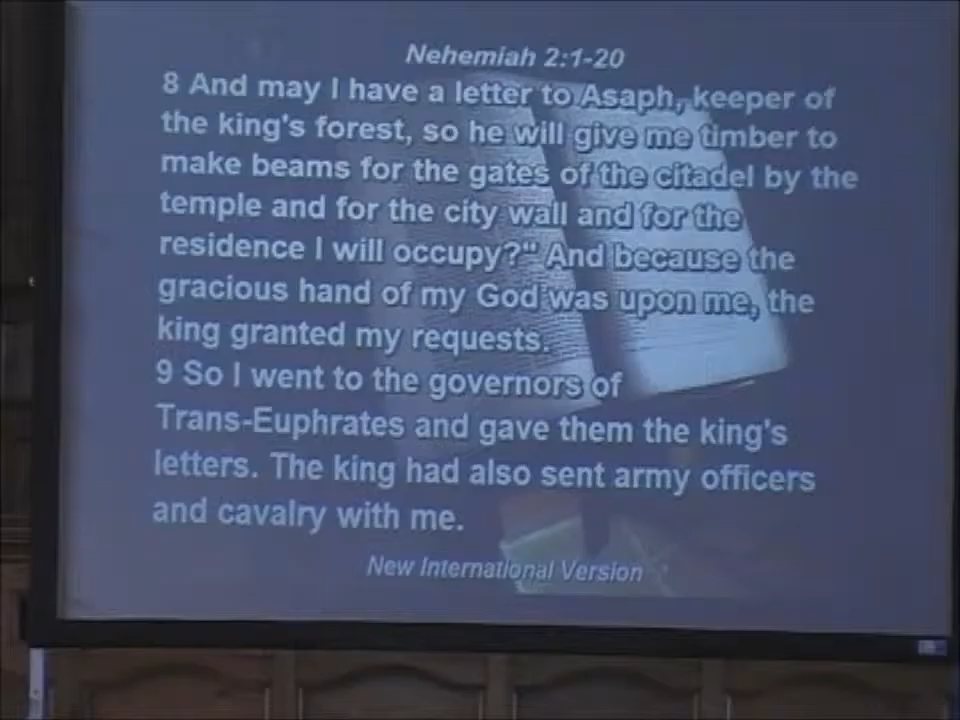 Nehemiah 2:1-20
8 And may I have a letter to Asaph, keeper of
the king's forest, so he will give me timber to
make beams for the gates of the citadel by the
temple and for the city wall and for the
residence I will occupy?" And because the
gracious hand of my God was upon me, the
king granted my requests.
9 So I went to the governors of
Trans-Euphrates and gave them the king's
letters. The king had also sent army officers
and cavalry with me.
New International Version